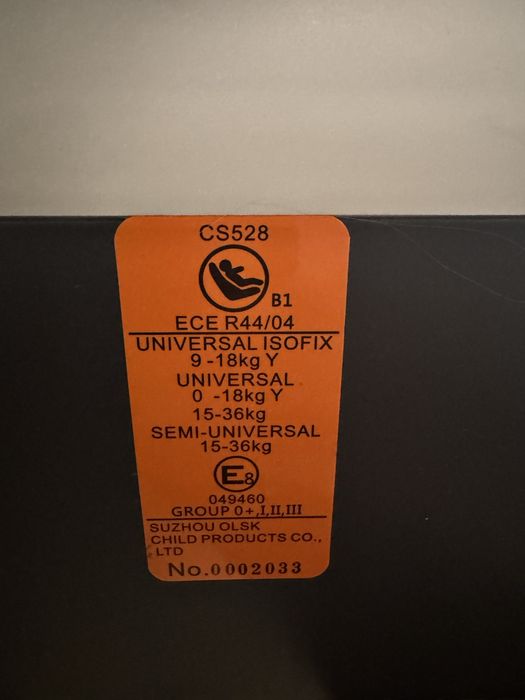 CS528
B1
ECE R44/04
UNIVERSAL ISOFIX
9 -18kg Y
UNIVERSAL
0 -18kg Y
15-36kg
SEMI-UNIVERSAL
15-36kg
E8
049460
GROUP 0+,I,II,III
SUZHOU OLSK
CHILD PRODUCTS CO.,
LTD
No.0002033